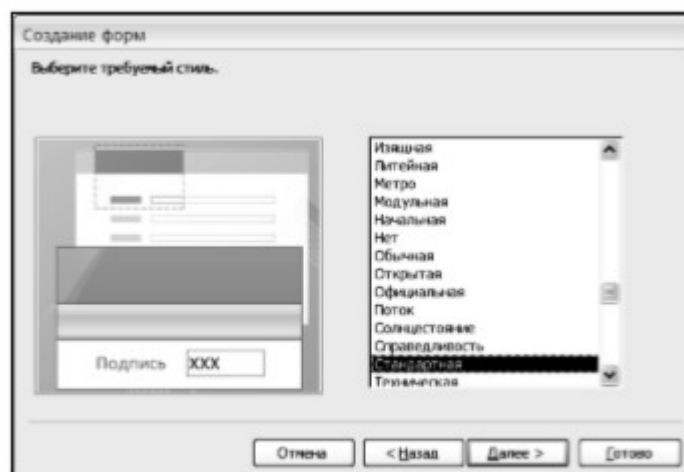 Создание форм
Выберите требуемый стиль.
Изящная
Литейная
Метро
Модульная
Начальная
Нет
Обычная
Открытая
Официальная
Поток
Солнцестояние
Справедливость
Стандартная
Техническая
Подпись XXX
Отмена
< Назад
Далее >
Готово